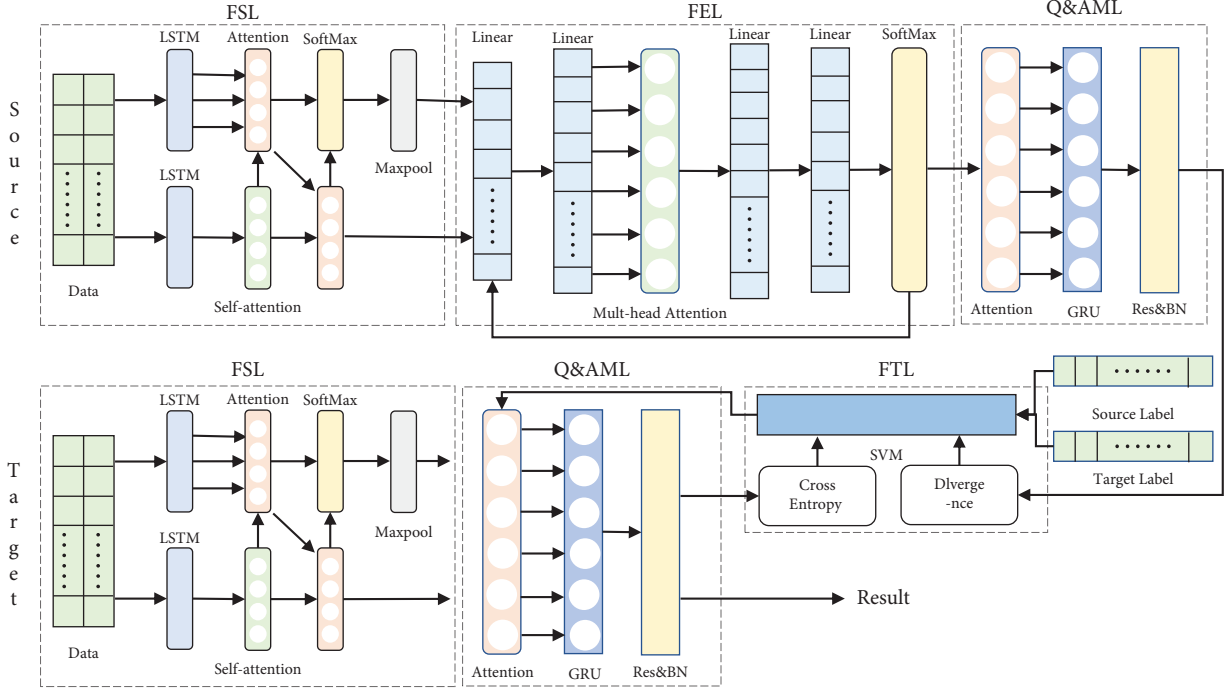 FSL
FEL
Q&AML
LSTM
Attention
SoftMax
Linear
Linear
Linear
Linear
SoftMax
Source
LSTM
Maxpool
Data
Self-attention
Mult-head Attention
Attention
GRU
Res&BN
FSL
Q&AML
FTL
LSTM
Attention
SoftMax
Source Label
Target
SVM
Cross
Entropy
Dlverge
-nce
Target Label
LSTM
Maxpool
Result
Data
Self-attention
Attention
GRU
Res&BN